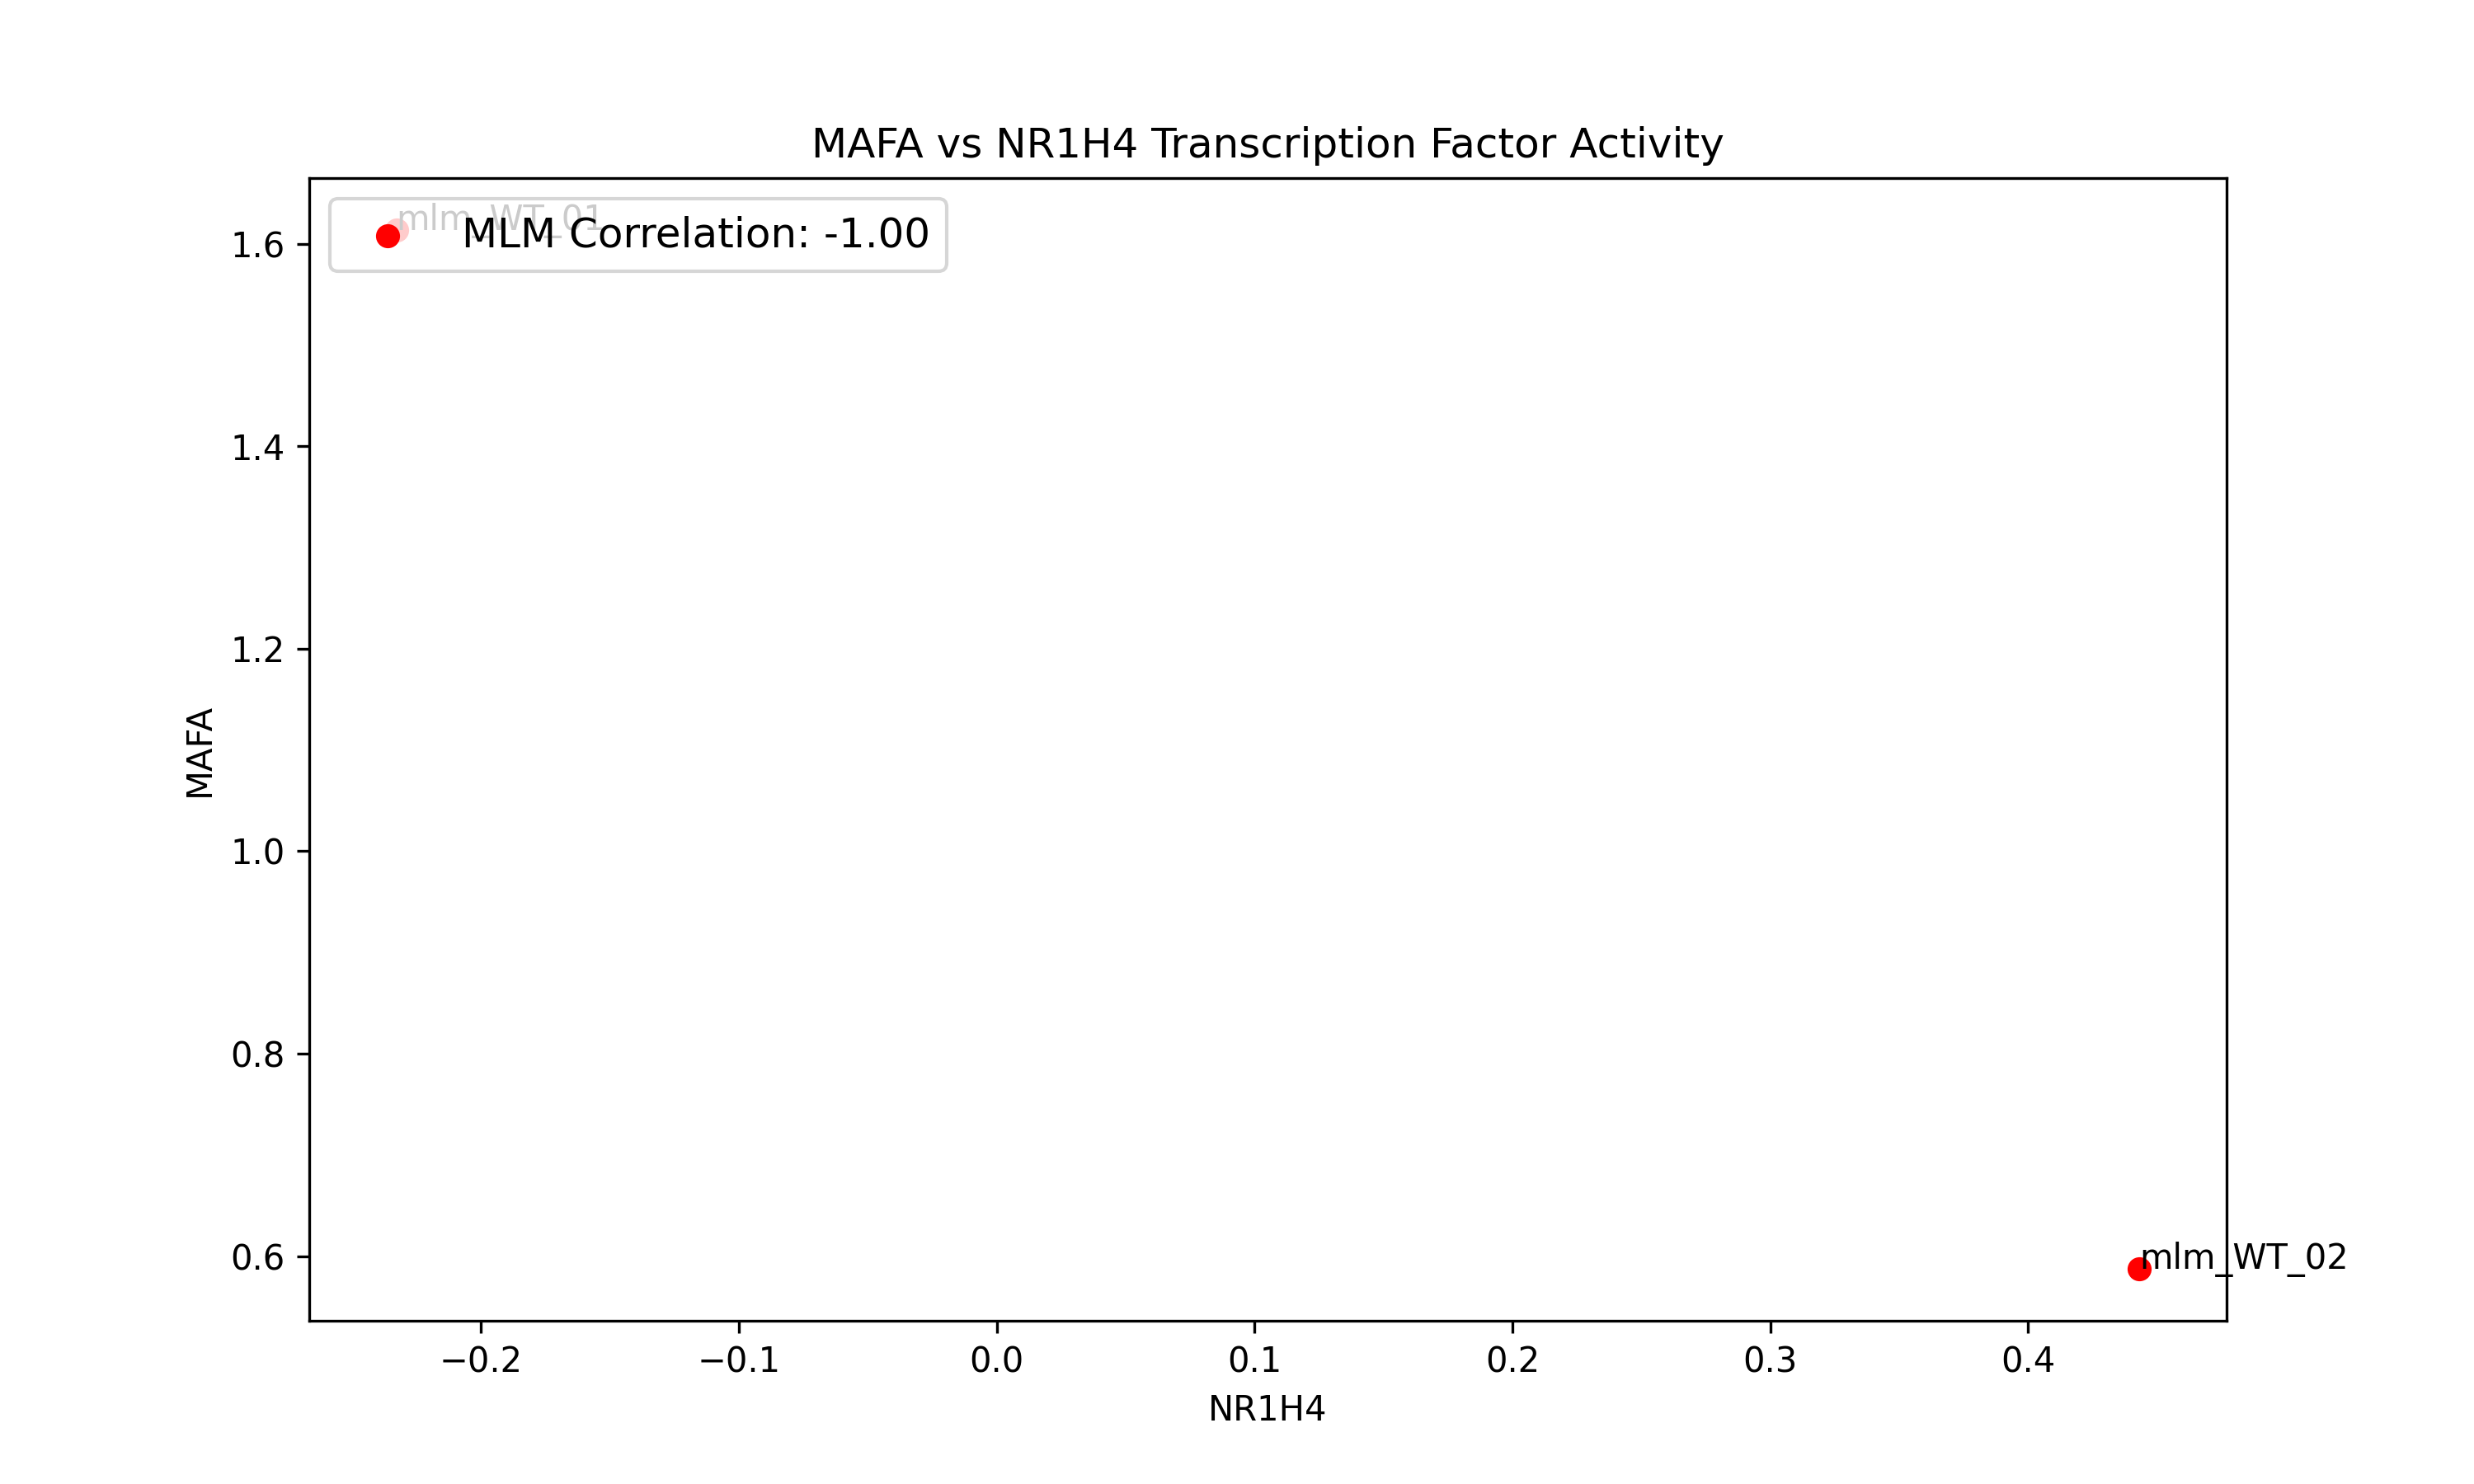 MAFA vs NR1H4 Transcription Factor Activity
mlm_WT_01
MLM Correlation: -1.00
1.6
1.4
1.2
1.0
0.8
0.6
MAFA
mlm_WT_02
−0.2
−0.1
0.0
0.1
0.2
0.3
0.4
NR1H4